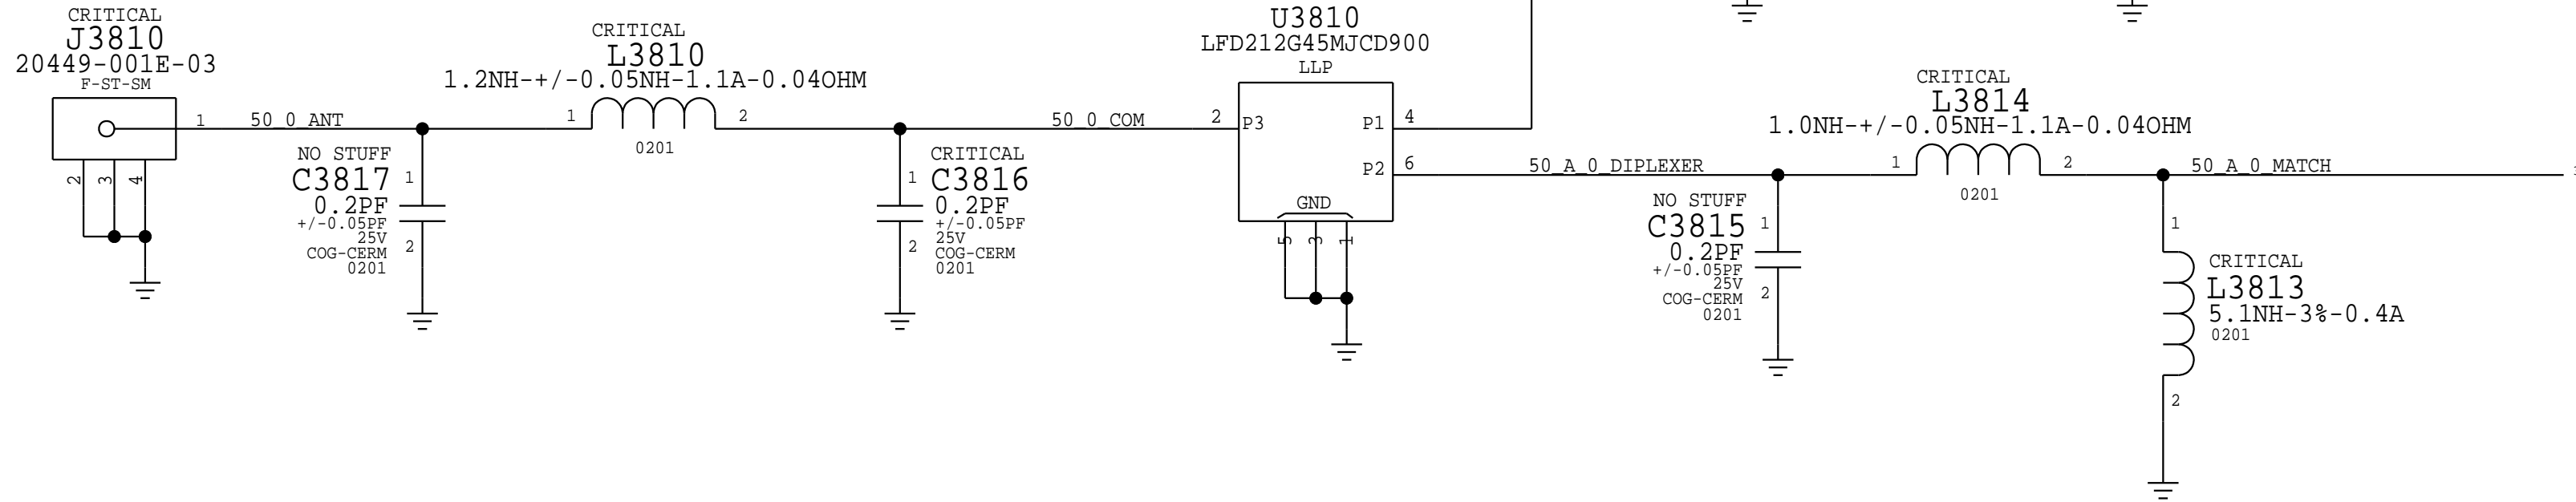 CRITICAL
J3810
20449-001E-03
F-ST-SM
1
2
3
4
50_0_ANT
NO STUFF
C3817
0.2PF
+/-0.05PF
25V
COG-CERM
0201
1
2
CRITICAL
L3810
1.2NH-+/-0.05NH-1.1A-0.04OHM
1
2
0201
CRITICAL
C3816
0.2PF
+/-0.05PF
25V
COG-CERM
0201
1
2
50_0_COM
U3810
LFD212G45MJCD900
LLP
2
P3
P1
4
P2
6
GND
5
3
1
50_A_0_DIPLEXER
NO STUFF
C3815
0.2PF
+/-0.05PF
25V
COG-CERM
0201
1
2
CRITICAL
L3814
1.0NH-+/-0.05NH-1.1A-0.04OHM
1
2
0201
50_A_0_MATCH
1
CRITICAL
L3813
5.1NH-3%-0.4A
0201
2